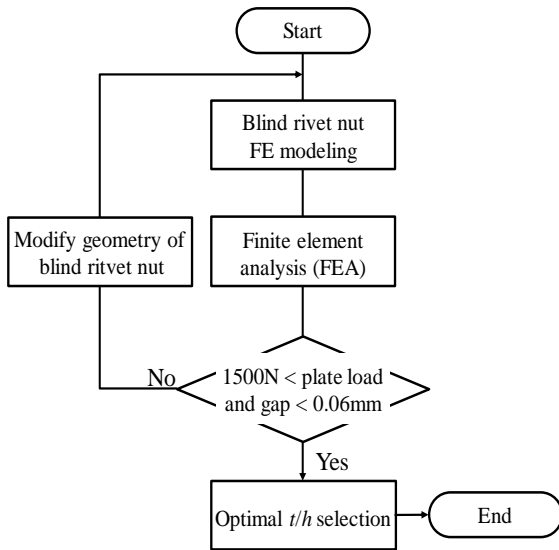 Start
Blind rivet nut
FE modeling
Modify geometry of
blind ritvet nut
Finite element
analysis (FEA)
No
1500N < plate load
and gap < 0.06mm
Yes
Optimal t/h selection
End